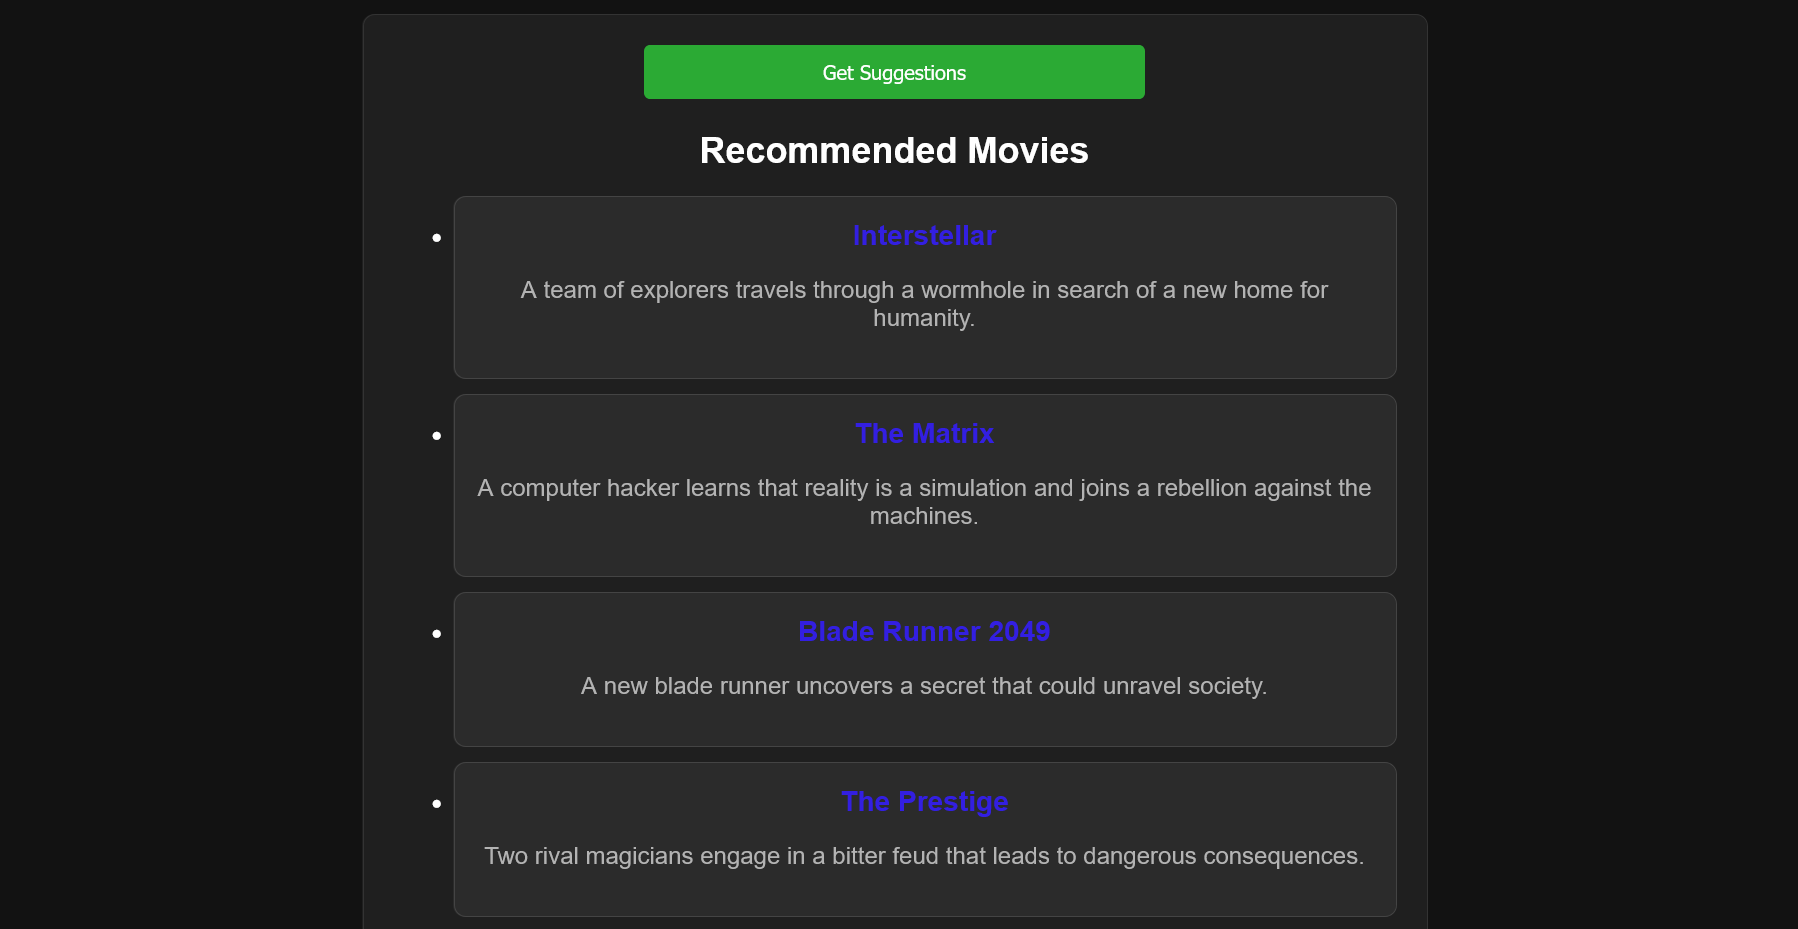 Get Suggestions
Recommended Movies
Interstellar
A team of explorers travels through a wormhole in search of a new home for
humanity.
The Matrix
A computer hacker learns that reality is a simulation and joins a rebellion against the
machines.
Blade Runner 2049
A new blade runner uncovers a secret that could unravel society.
The Prestige
Two rival magicians engage in a bitter feud that leads to dangerous consequences.